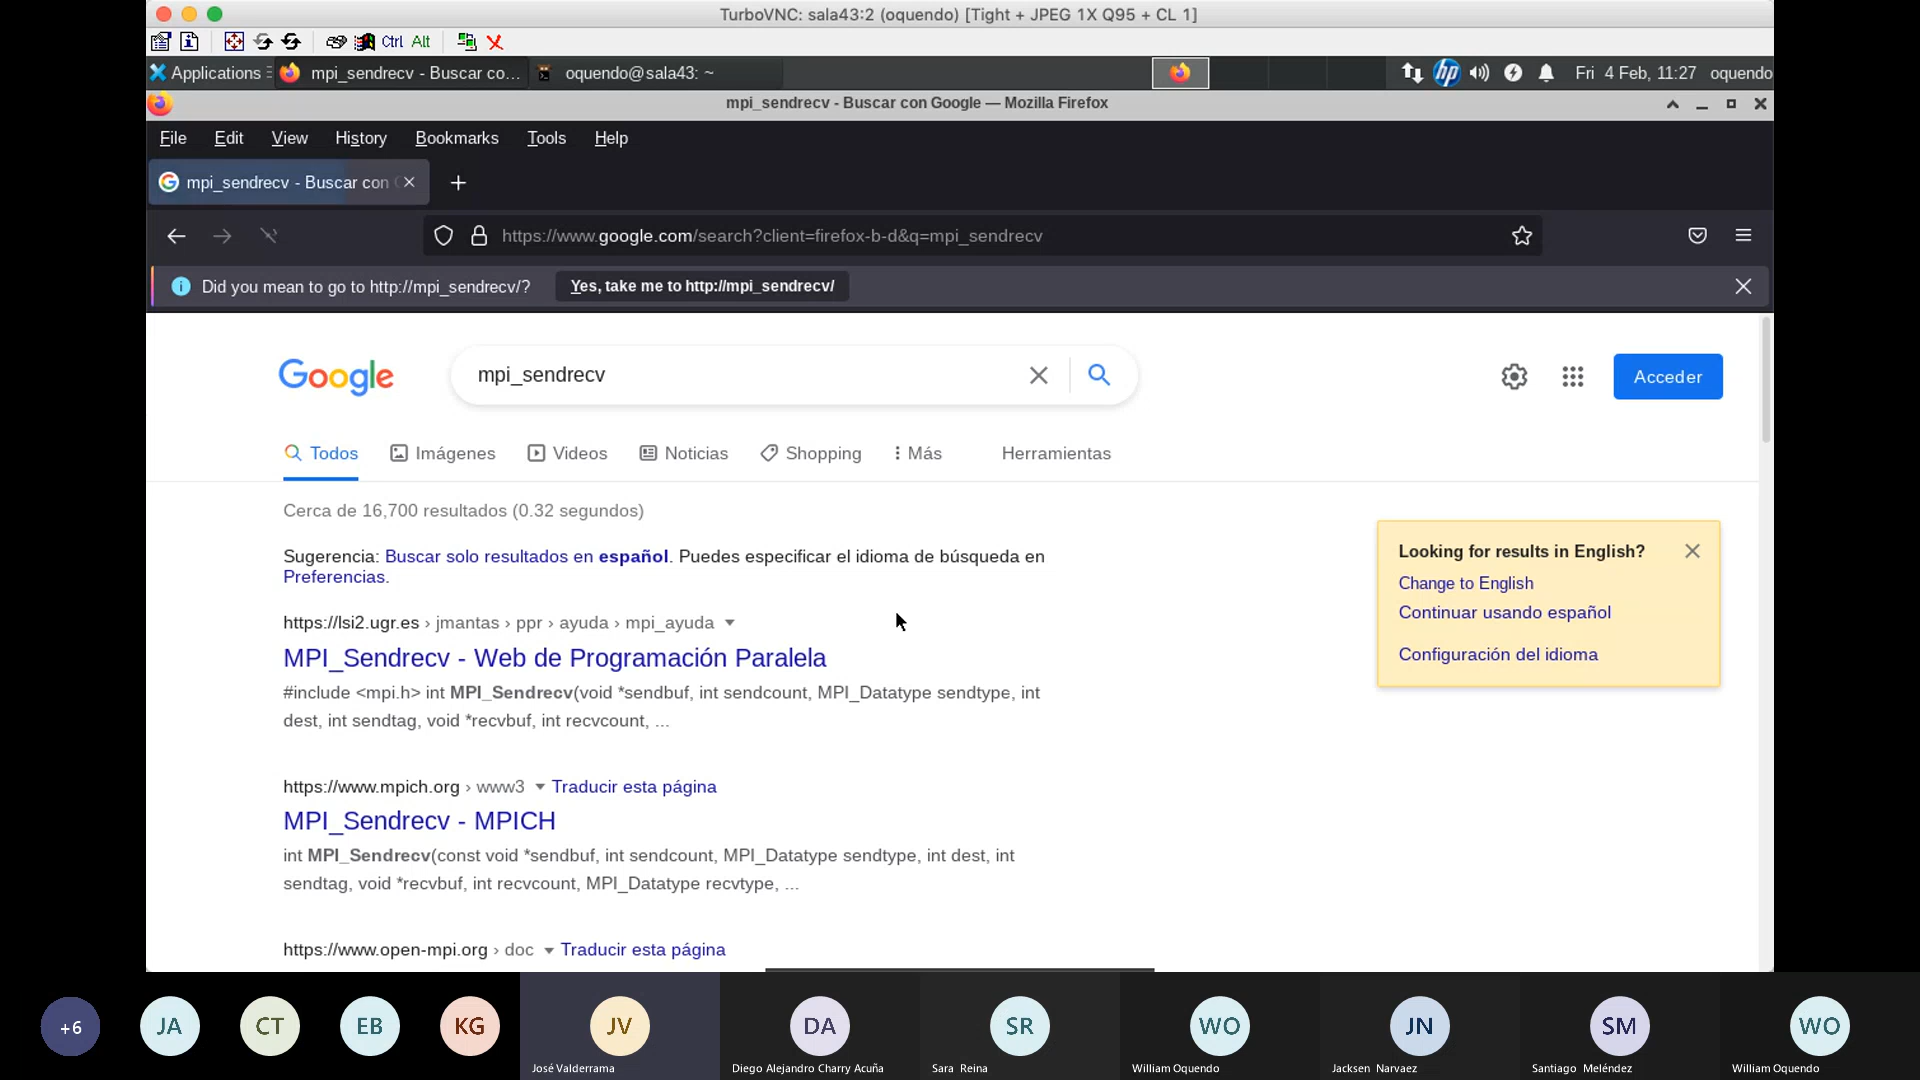 TurboVNC: sala43:2 (oquendo) [Tight + JPEG 1X Q95 + CL 1]
Ctrl Alt
Applications mpi_sendrecv - Buscar co... oquendo@sala43: ~ hp Fri 4 Feb, 11:27 oquendo
mpi_sendrecv - Buscar con Google — Mozilla Firefox
File Edit View History Bookmarks Tools Help
mpi_sendrecv - Buscar con
https://www.google.com/search?client=firefox-b-d&q=mpi_sendrecv
Did you mean to go to http://mpi_sendrecv/? Yes, take me to http://mpi_sendrecv/
Google mpi_sendrecv Acceder
Todos Imágenes Videos Noticias Shopping Más Herramientas
Cerca de 16,700 resultados (0.32 segundos)
Sugerencia: Buscar solo resultados en español. Puedes especificar el idioma de búsqueda en
Preferencias.
Looking for results in English?
Change to English
Continuar usando español
Configuración del idioma
https://lsi2.ugr.es › jmantas › ppr › ayuda › mpi_ayuda
MPI_Sendrecv - Web de Programación Paralela
#include <mpi.h> int MPI_Sendrecv(void *sendbuf, int sendcount, MPI_Datatype sendtype, int
dest, int sendtag, void *recvbuf, int recvcount, ...
https://www.mpich.org › www3 Traducir esta página
MPI_Sendrecv - MPICH
int MPI_Sendrecv(const void *sendbuf, int sendcount, MPI_Datatype sendtype, int dest, int
sendtag, void *recvbuf, int recvcount, MPI_Datatype recvtype, ...
https://www.open-mpi.org › doc Traducir esta página
+6 JA CT EB KG JV DA SR WO JN SM WO
José Valderrama Diego Alejandro Charry Acuña Sara Reina William Oquendo Jacksen Narvaez Santiago Meléndez William Oquendo